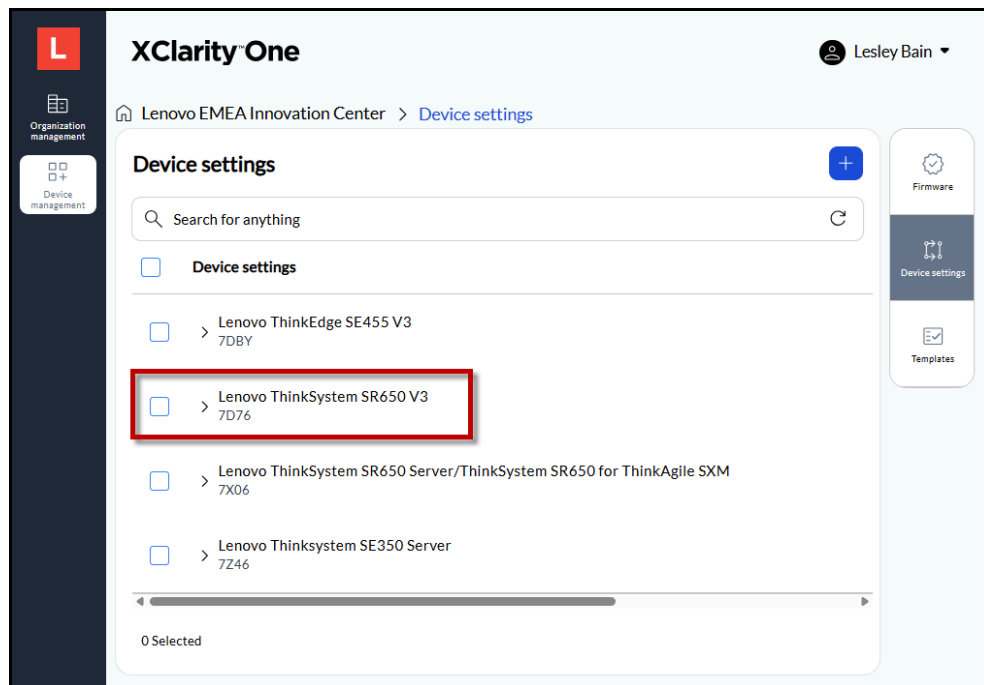 L
XClarity™One
Lesley Bain
Organization
management
Lenovo EMEA Innovation Center > Device settings
Device
management
Device settings
+
Firmware
Search for anything
Device settings
Device settings
Lenovo ThinkEdge SE455 V3
7DBY
Templates
Lenovo ThinkSystem SR650 V3
7D76
Lenovo ThinkSystem SR650 Server/ThinkSystem SR650 for ThinkAgile SXM
7X06
Lenovo Thinksystem SE350 Server
7Z46
0 Selected